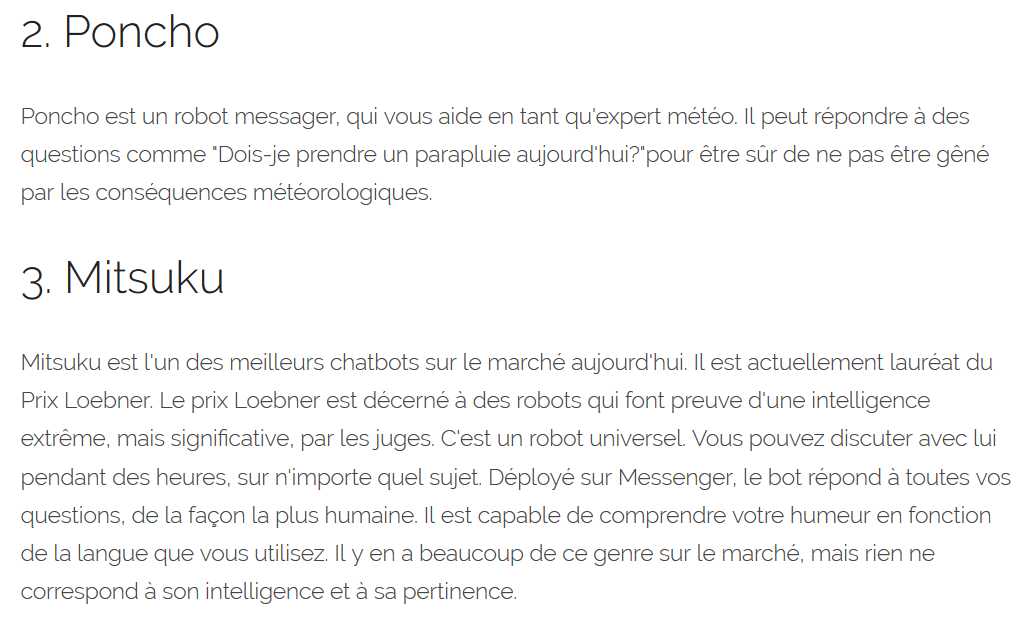 2. Poncho
Poncho est un robot messager, qui vous aide en tant qu'expert météo. Il peut répondre à des
questions comme "Dois-je prendre un parapluie aujourd'hui?"pour être sûr de ne pas être gêné
par les conséquences météorologiques.
3. Mitsuku
Mitsuku est l'un des meilleurs chatbots sur le marché aujourd'hui. Il est actuellement lauréat du
Prix Loebner. Le prix Loebner est décerné à des robots qui font preuve d'une intelligence
extrême, mais significative, par les juges. C'est un robot universel. Vous pouvez discuter avec lui
pendant des heures, sur n'importe quel sujet. Déployé sur Messenger, le bot répond à toutes vos
questions, de la façon la plus humaine. Il est capable de comprendre votre humeur en fonction
de la langue que vous utilisez. Il y en a beaucoup de ce genre sur le marché, mais rien ne
correspond à son intelligence et à sa pertinence.